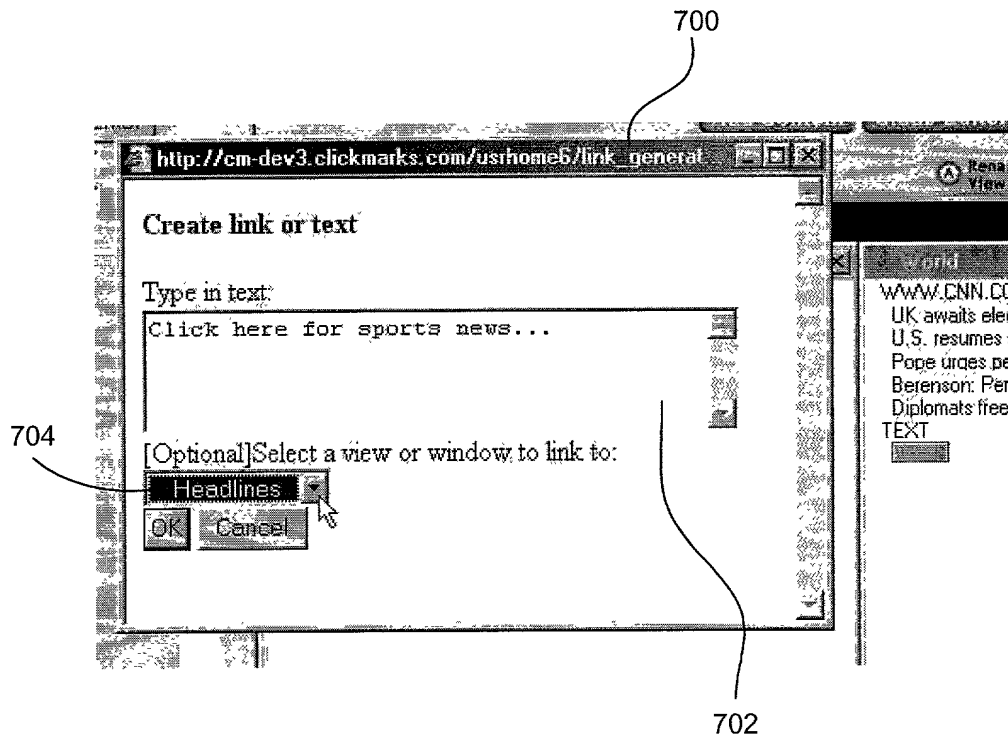 700
http://cm-dev3.clickmarks.com/usrhome6/link_generat
View
Create link or text
World
Type in text:
WWW.CNN.CO
Click here for sports news...
UK awaits elec
U.S. resumes
Pope urges pe
Berenson: Per
Diplomats free
TEXT
704
[Optional]Select a view or window to link to:
Headlines
OK Cancel
702